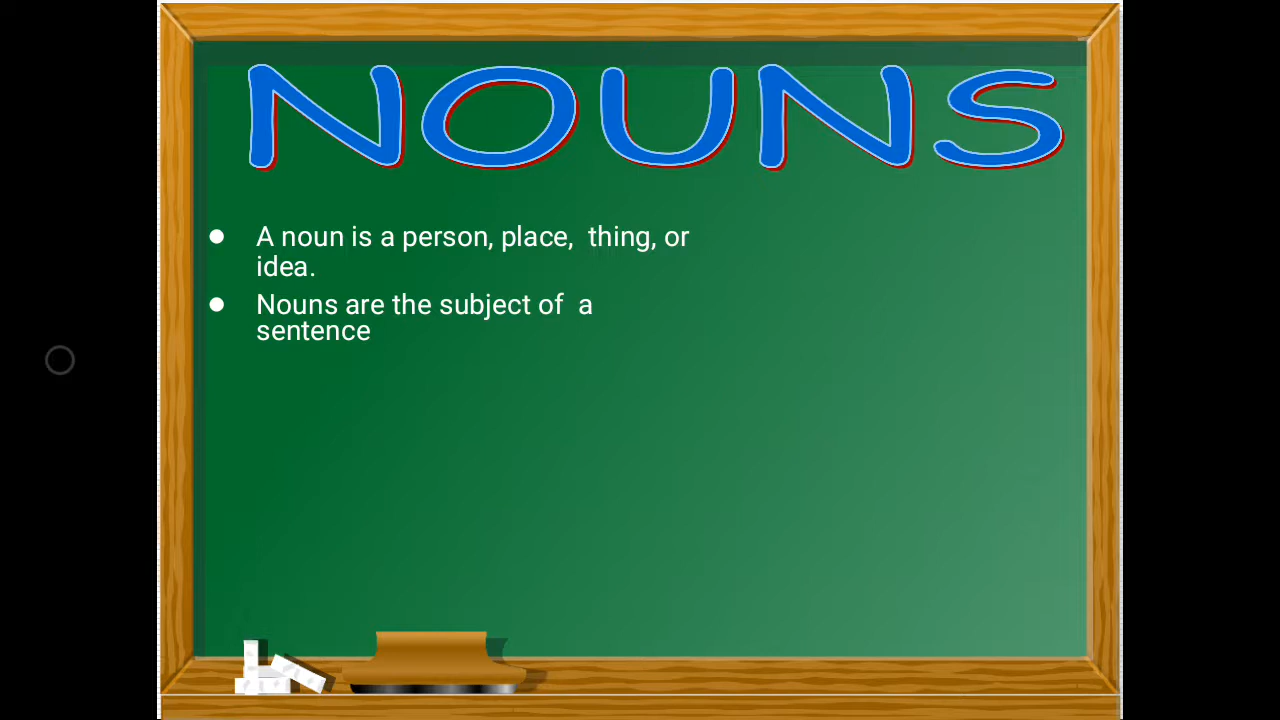 NOUNS
● A noun is a person, place,  thing, or
idea.
● Nouns are the subject of  a
sentence